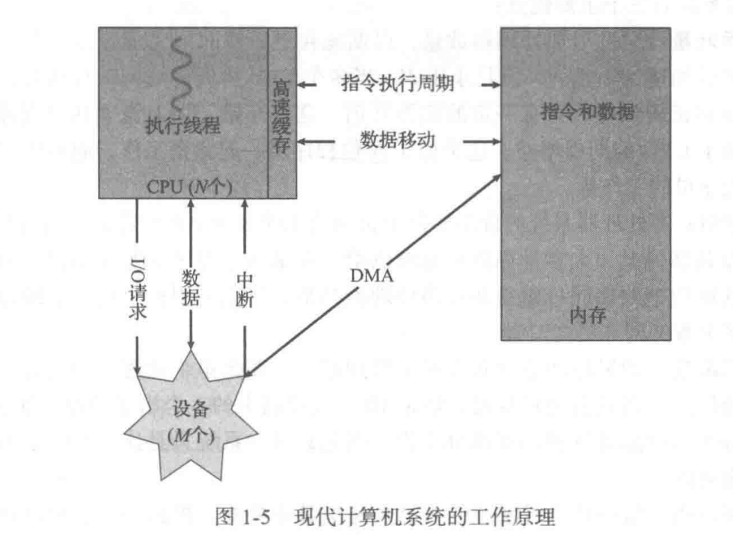 高速缓存
执行线程
CPU (N个)
指令执行周期
数据移动
指令和数据
内存
I/O请求
数据
中断
DMA
设备
(M个)
图 1-5 现代计算机系统的工作原理